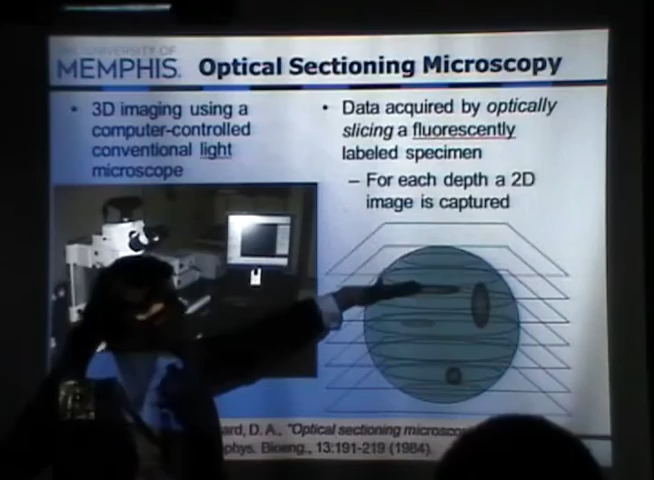 THE UNIVERSITY OF
MEMPHIS.
Optical Sectioning Microscopy
• 3D imaging using a
computer-controlled
conventional light
microscope
• Data acquired by optically
slicing a fluorescently
labeled specimen
– For each depth a 2D
image is captured
ard, D. A., "Optical sectioning microscop
phys. Bioeng., 13:191-219 (1984).